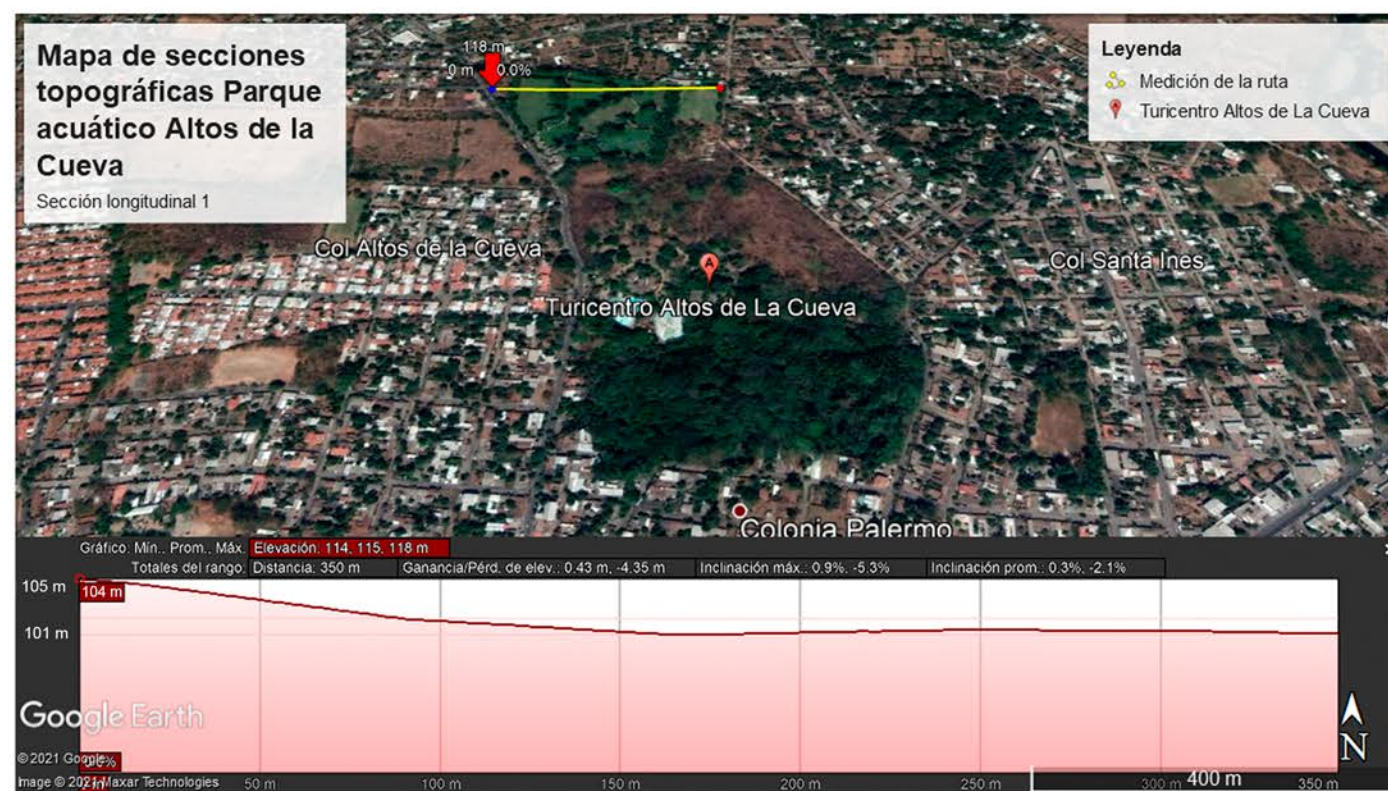 Mapa de secciones
topográficas Parque
acuático Altos de la
Cueva
Sección longitudinal 1
118 m
0 m 0.0%
Leyenda
Medición de la ruta
Turicentro Altos de La Cueva
Col Altos de la Cueva
Col Santa Ines
A
Turicentro Altos de La Cueva
Colonia Palermo
Gráfico: Mín., Prom., Máx. Elevación: 114, 115, 118 m
Totales del rango: Distancia: 350 m Ganancia/Pérd. de elev.: 0.43 m, -4.35 m Inclinación máx.: 0.9%, -5.3% Inclinación prom.: 0.3%, -2.1%
105 m
104 m
101 m
Google Earth
N
© 2021 Google
Image © 2021 Maxar Technologies
50 m 100 m 150 m 200 m 250 m 300 m 350 m
400 m